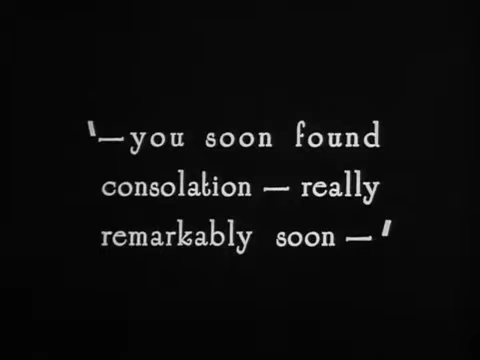 '—you soon found
consolation — really
remarkably soon —'